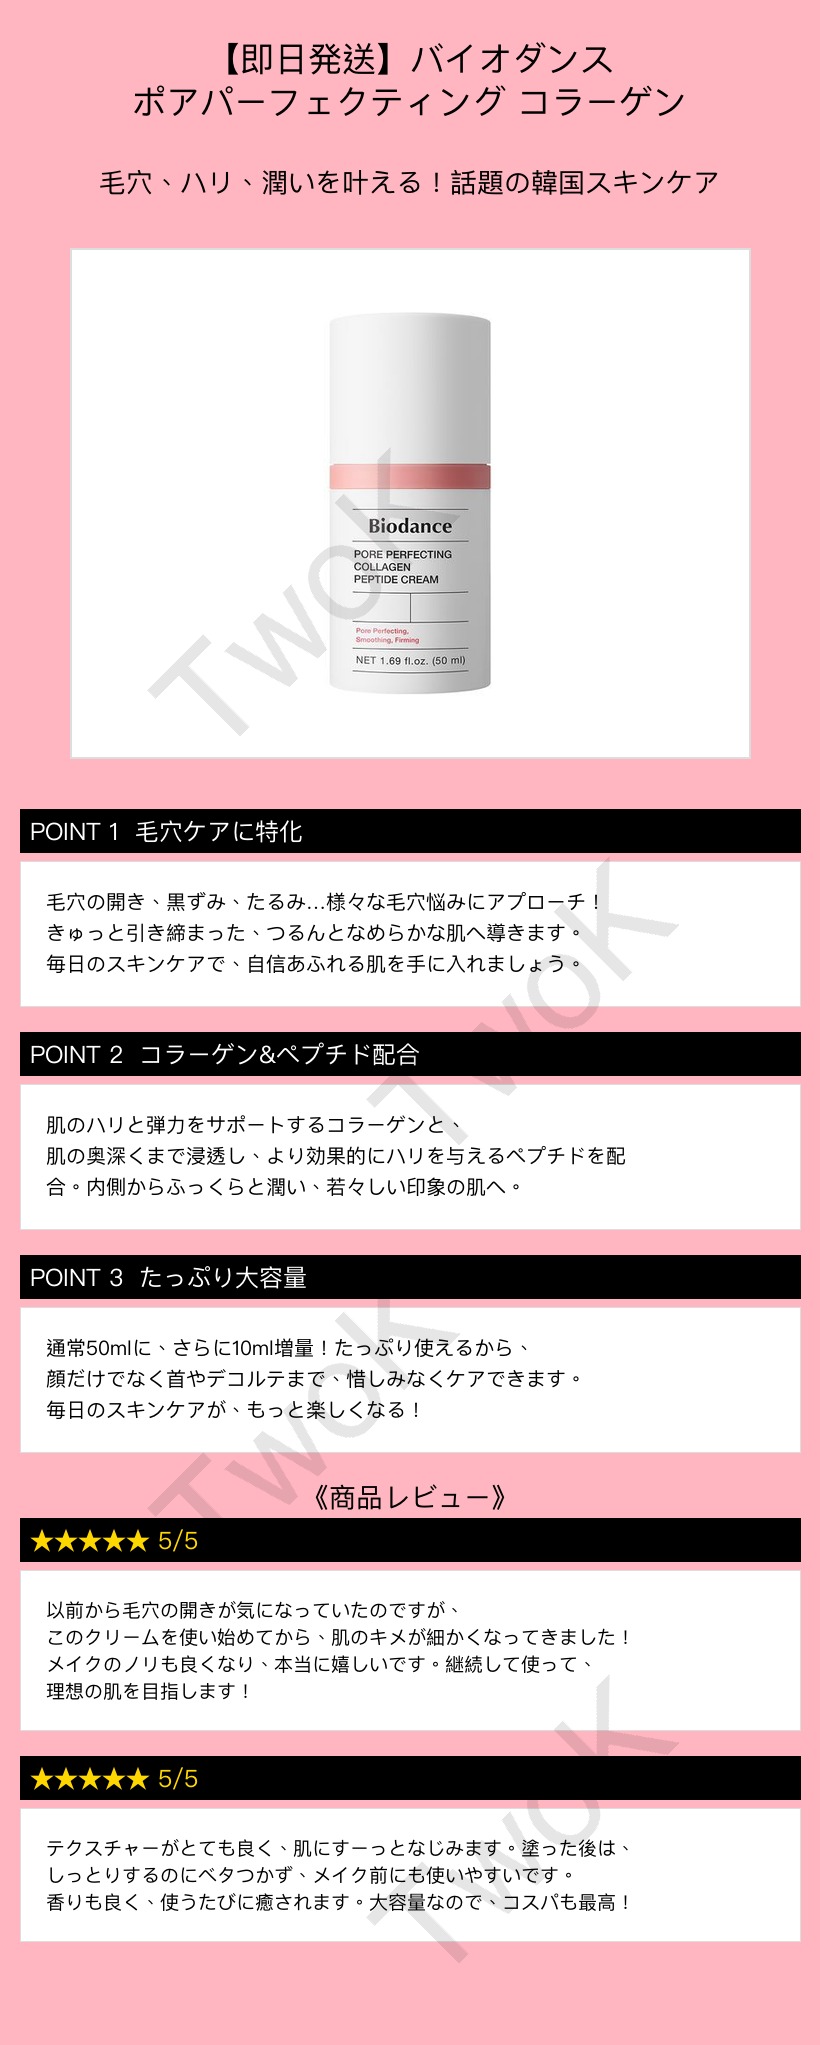 【即日発送】バイオダンス
ポアパーフェクティング コラーゲン
毛穴、ハリ、潤いを叶える！話題の韓国スキンケア
Biodance
PORE PERFECTING
COLLAGEN
PEPTIDE CREAM
Pore Perfecting,
Smoothing, Firming
NET 1.69 fl.oz. (50 ml)
TwoK
POINT 1 毛穴ケアに特化
毛穴の開き、黒ずみ、たるみ...様々な毛穴悩みにアプローチ！
きゅっと引き締まった、つるんとなめらかな肌へ導きます。
毎日のスキンケアで、自信あふれる肌を手に入れましょう。
TwoK
POINT 2 コラーゲン&ペプチド配合
肌のハリと弾力をサポートするコラーゲンと、
肌の奥深くまで浸透し、より効果的にハリを与えるペプチドを配
合。内側からふっくらと潤い、若々しい印象の肌へ。
POINT 3 たっぷり大容量
通常50mlに、さらに10ml増量！たっぷり使えるから、
顔だけでなく首やデコルテまで、惜しみなくケアできます。
毎日のスキンケアが、もっと楽しくなる！
TwoK
《商品レビュー》
★★★★★ 5/5
以前から毛穴の開きが気になっていたのですが、
このクリームを使い始めてから、肌のキメが細かくなってきました！
メイクのノリも良くなり、本当に嬉しいです。継続して使って、
理想の肌を目指します！
★★★★★ 5/5
テクスチャーがとても良く、肌にすーっとなじみます。塗った後は、
しっとりするのにベタつかず、メイク前にも使いやすいです。
香りも良く、使うたびに癒されます。大容量なので、コスパも最高！
TwoK